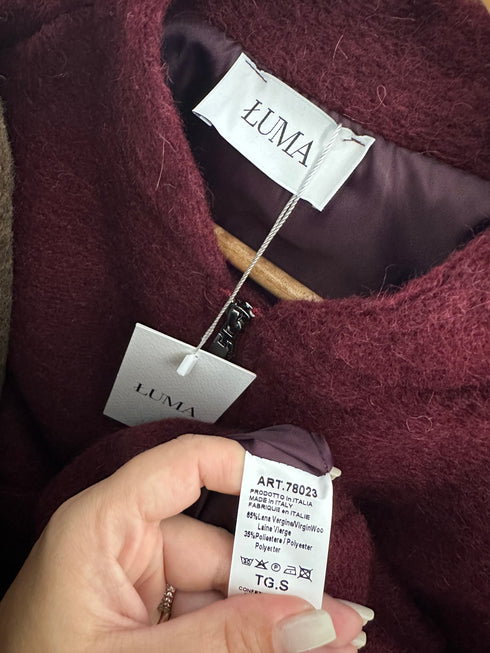 ŁUMA
ŁUMA
ART.78023
PRODOTTO in ITALIA
MADE in ITALY
FABRIQUÉ en ITALIE
65%Lana Vergine/VirginWool
Laine Vierge
35%Poliestere / Polyester
Polyester
TG.S